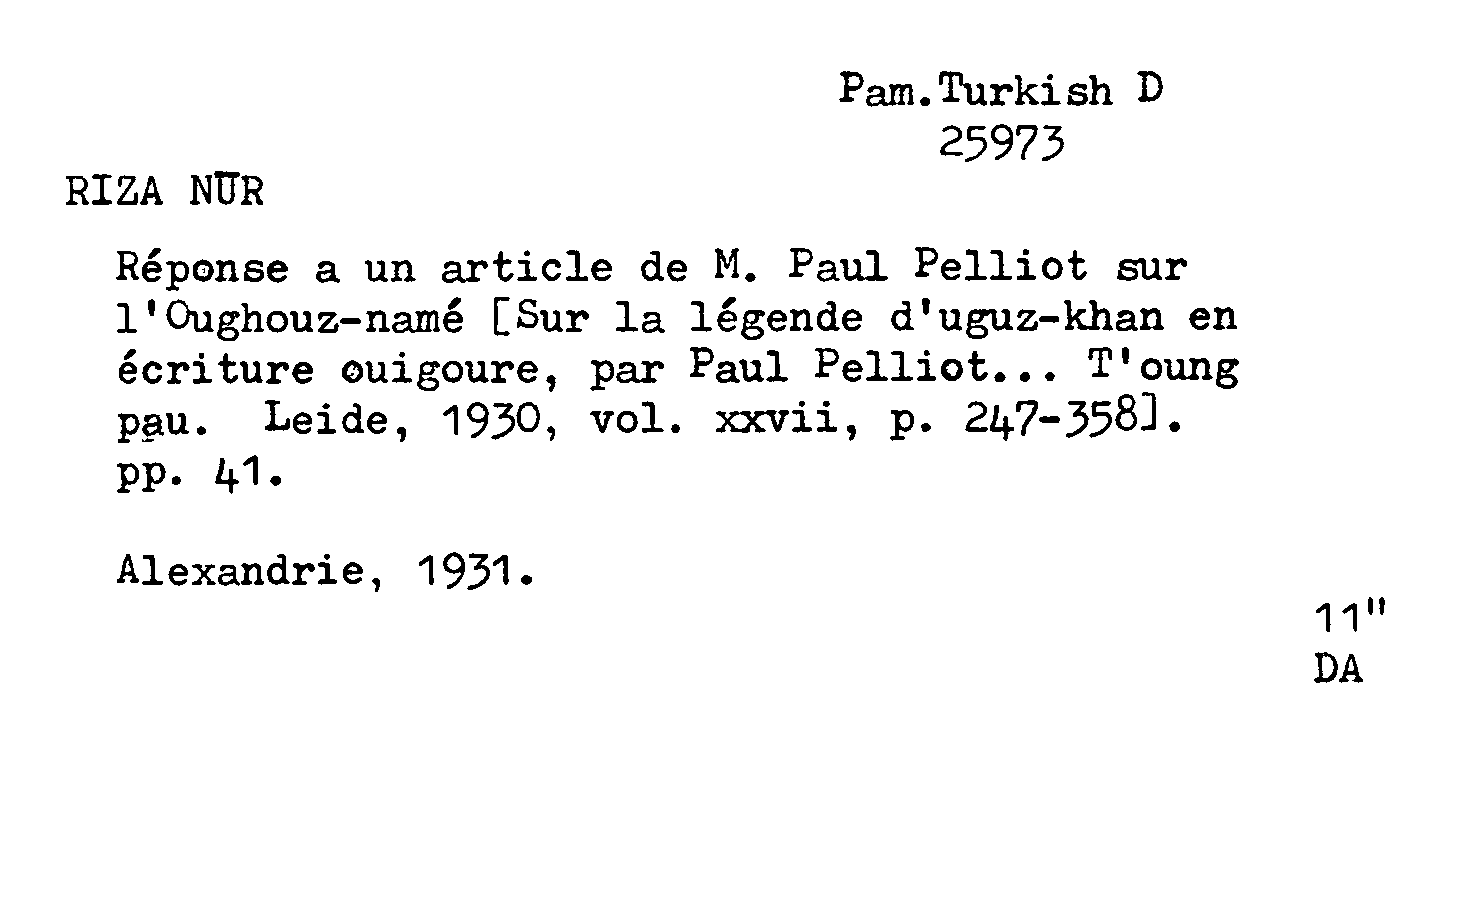 Pam.Turkish D
25973
RIZA NŪR
Réponse a un article de M. Paul Pelliot sur
l'Oughouz-namé [Sur la légende d'uguz-khan en
écriture ouigoure, par Paul Pelliot... T'oung
pau. Leide, 1930, vol. xxvii, p. 247-358].
pp. 41.
Alexandrie, 1931.
11"
DA